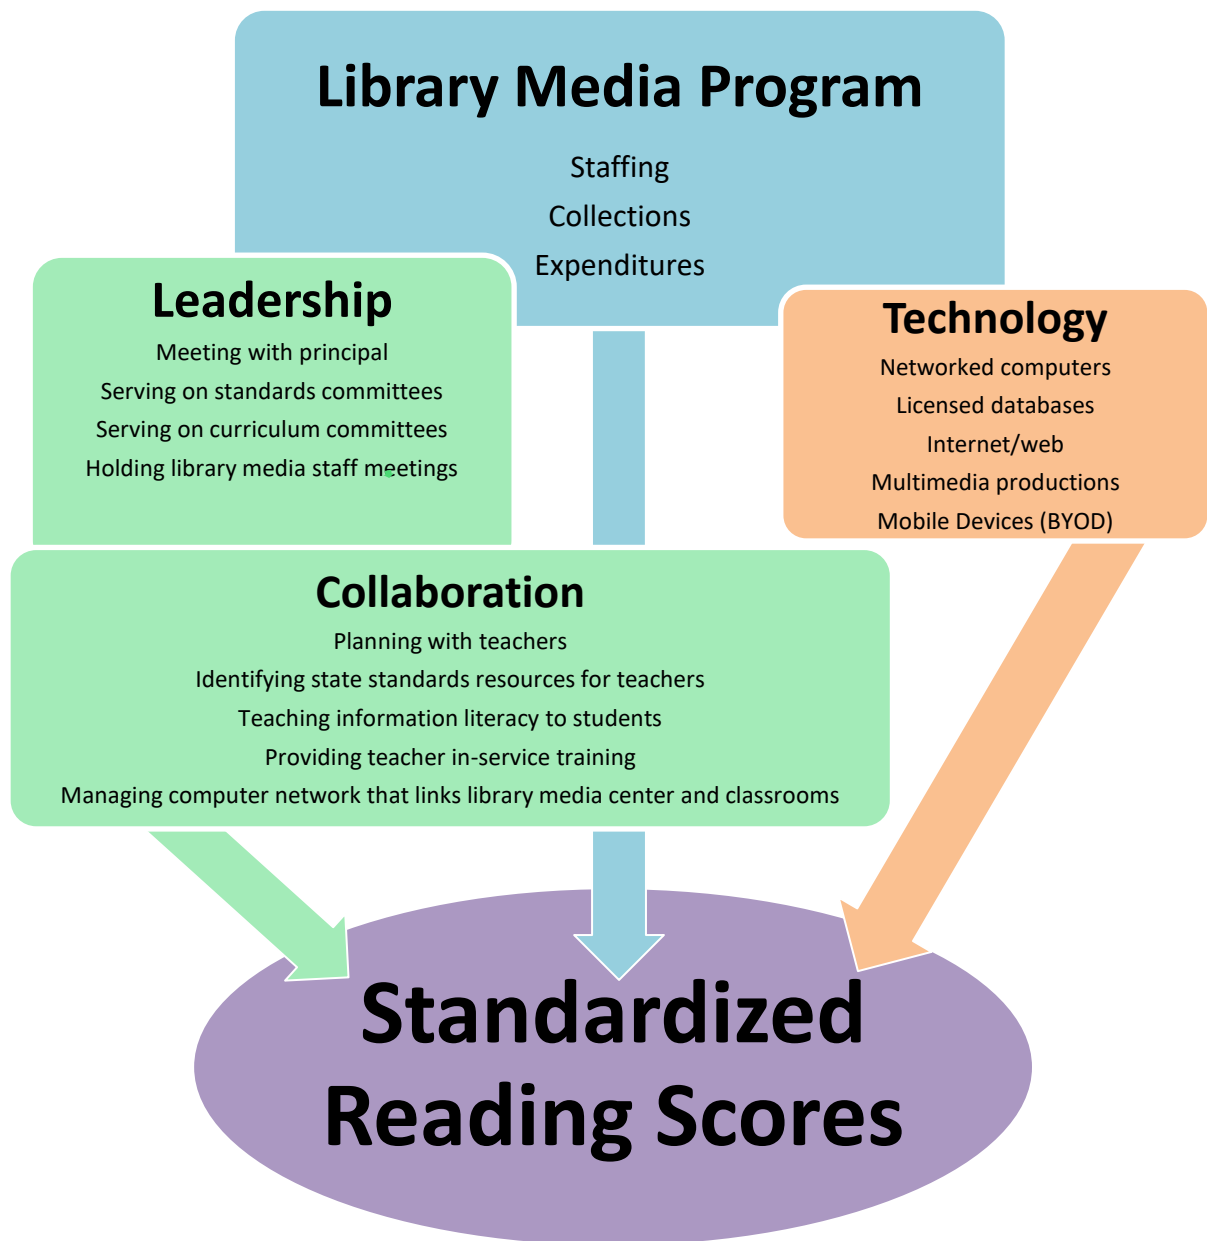 Library Media Program
Staffing
Collections
Expenditures
Leadership
Meeting with principal
Serving on standards committees
Serving on curriculum committees
Holding library media staff meetings
Technology
Networked computers
Licensed databases
Internet/web
Multimedia productions
Mobile Devices (BYOD)
Collaboration
Planning with teachers
Identifying state standards resources for teachers
Teaching information literacy to students
Providing teacher in-service training
Managing computer network that links library media center and classrooms
Standardized
Reading Scores